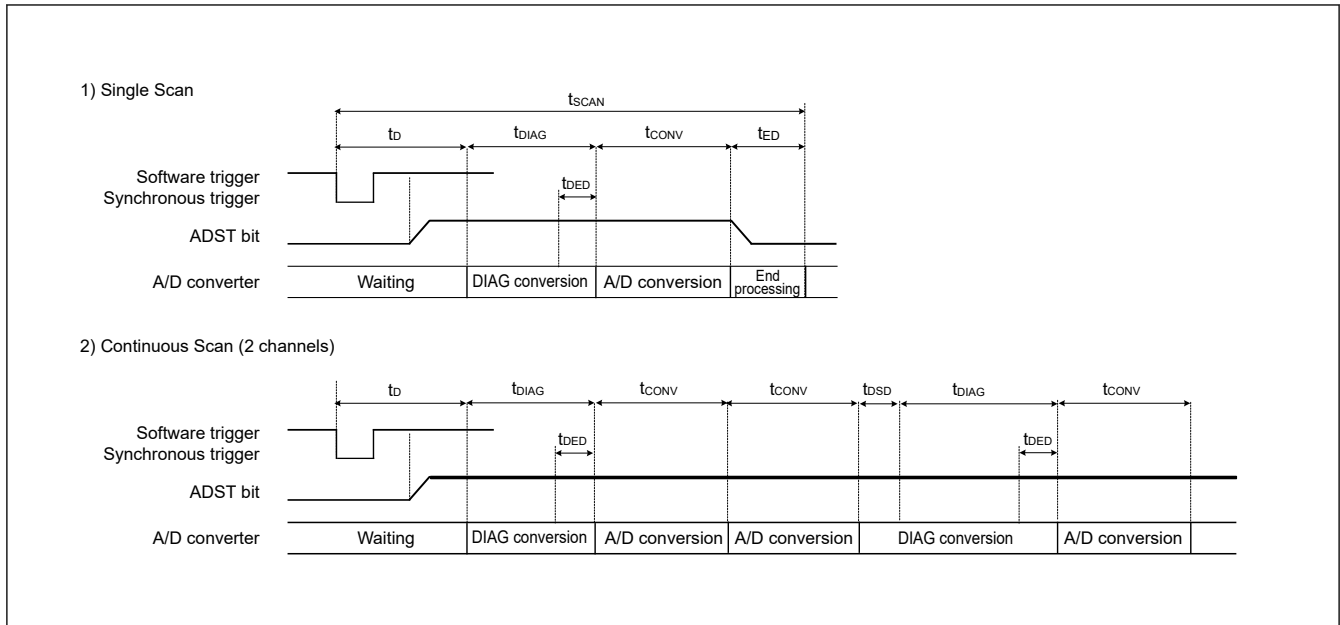 1) Single Scan
tSCAN
tD tDIAG tCONV tED
Software trigger
Synchronous trigger
tDED
ADST bit
A/D converter Waiting DIAG conversion A/D conversion End processing
2) Continuous Scan (2 channels)
tD tDIAG tCONV tCONV tDSD tDIAG tCONV
Software trigger
Synchronous trigger
tDED tDED
ADST bit
A/D converter Waiting DIAG conversion A/D conversion A/D conversion DIAG conversion A/D conversion